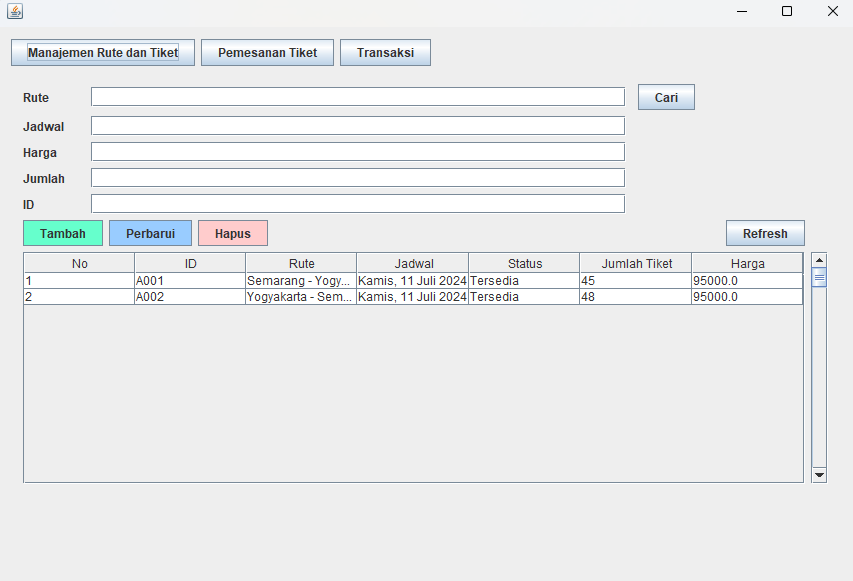 Manajemen Rute dan Tiket Pemesanan Tiket Transaksi
Rute Cari
Jadwal
Harga
Jumlah
ID
Tambah Perbarui Hapus Refresh
No ID Rute Jadwal Status Jumlah Tiket Harga
1 A001 Semarang - Yogy... Kamis, 11 Juli 2024 Tersedia 45 95000.0
2 A002 Yogyakarta - Sem... Kamis, 11 Juli 2024 Tersedia 48 95000.0